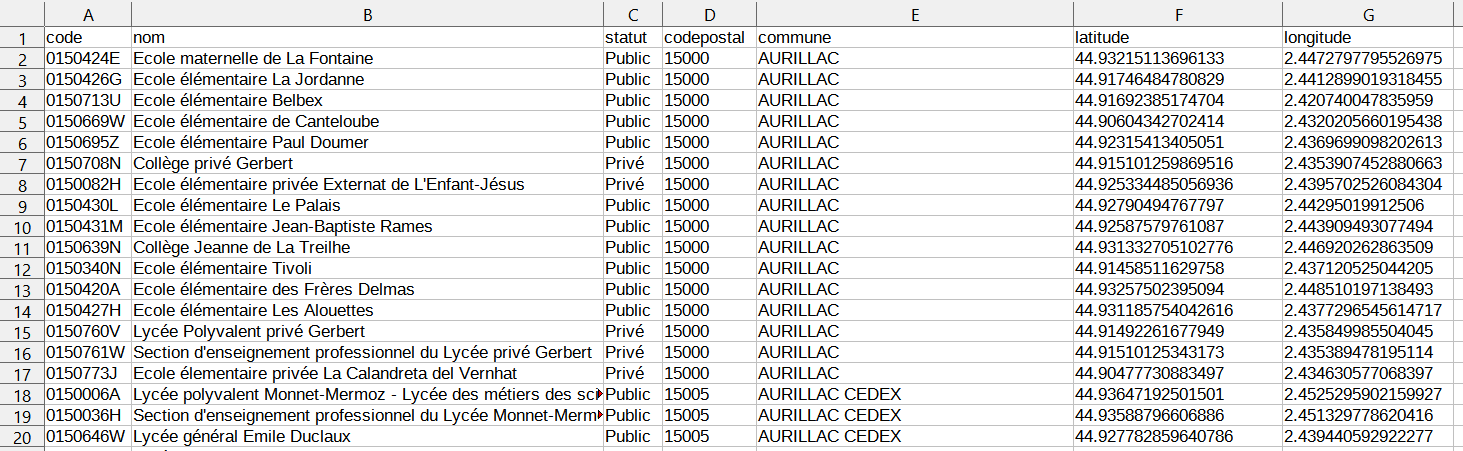 A B C D E F G
1 code nom statut codepostal commune latitude longitude
2 0150424E Ecole maternelle de La Fontaine Public 15000 AURILLAC 44.93215113696133 2.4472797795526975
3 0150426G Ecole élémentaire La Jordanne Public 15000 AURILLAC 44.91746484780829 2.4412899019318455
4 0150713U Ecole élémentaire Belbex Public 15000 AURILLAC 44.91692385174704 2.420740047835959
5 0150669W Ecole élémentaire de Canteloube Public 15000 AURILLAC 44.90604342702414 2.4320205660195438
6 0150695Z Ecole élémentaire Paul Doumer Public 15000 AURILLAC 44.92315413405051 2.4369699098202613
7 0150708N Collège privé Gerbert Privé 15000 AURILLAC 44.915101259869516 2.4353907452880663
8 0150082H Ecole élémentaire privée Externat de L'Enfant-Jésus Privé 15000 AURILLAC 44.925334485056936 2.4395702526084304
9 0150430L Ecole élémentaire Le Palais Public 15000 AURILLAC 44.92790494767797 2.44295019912506
10 0150431M Ecole élémentaire Jean-Baptiste Rames Public 15000 AURILLAC 44.92587579761087 2.443909493077494
11 0150639N Collège Jeanne de La Treilhe Public 15000 AURILLAC 44.931332705102776 2.446920262863509
12 0150340N Ecole élémentaire Tivoli Public 15000 AURILLAC 44.91458511629758 2.437120525044205
13 0150420A Ecole élémentaire des Frères Delmas Public 15000 AURILLAC 44.93257502395094 2.448510197138493
14 0150427H Ecole élémentaire Les Alouettes Public 15000 AURILLAC 44.931185754042616 2.4377296545614717
15 0150760V Lycée Polyvalent privé Gerbert Privé 15000 AURILLAC 44.91492261677949 2.435849985504045
16 0150761W Section d'enseignement professionnel du Lycée privé Gerbert Privé 15000 AURILLAC 44.91510125343173 2.435389478195114
17 0150773J Ecole élementaire privée La Calandreta del Vernhat Privé 15000 AURILLAC 44.90477730883497 2.434630577068397
18 0150006A Lycée polyvalent Monnet-Mermoz - Lycée des métiers des sci Public 15005 AURILLAC CEDEX 44.93647192501501 2.4525295902159927
19 0150036H Section d'enseignement professionnel du Lycée Monnet-Merm Public 15005 AURILLAC CEDEX 44.93588796606886 2.451329778620416
20 0150646W Lycée général Emile Duclaux Public 15005 AURILLAC CEDEX 44.927782859640786 2.439440592922277